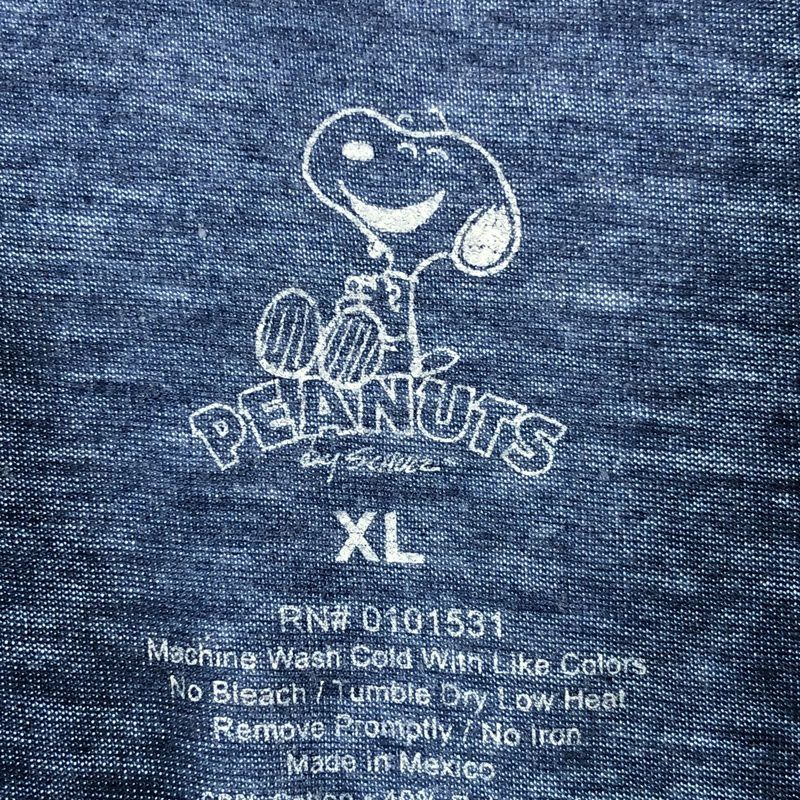 PEANUTS
by SCHULZ
XL
RN# 0101531
Machine Wash Cold With Like Colors
No Bleach / Tumble Dry Low Heat
Remove Promptly / No Iron
Made in Mexico
Cotton